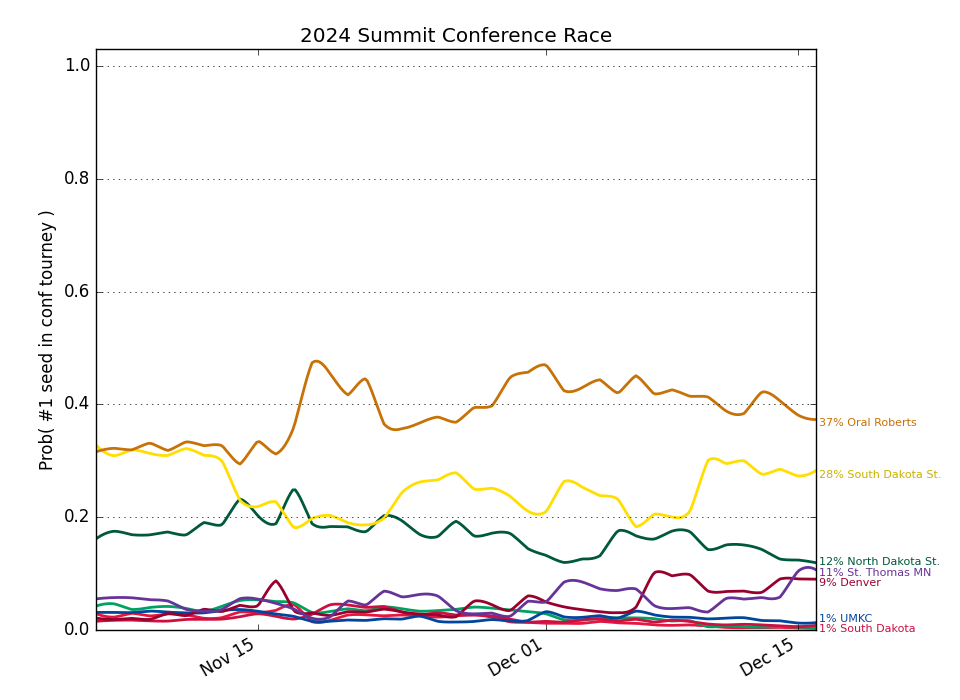 2024 Summit Conference Race
Prob( #1 seed in conf tourney )
1.0
0.8
0.6
0.4
0.2
0.0
37% Oral Roberts
28% South Dakota St.
12% North Dakota St.
11% St. Thomas MN
9% Denver
1% UMKC
1% South Dakota
Nov 15
Dec 01
Dec 15